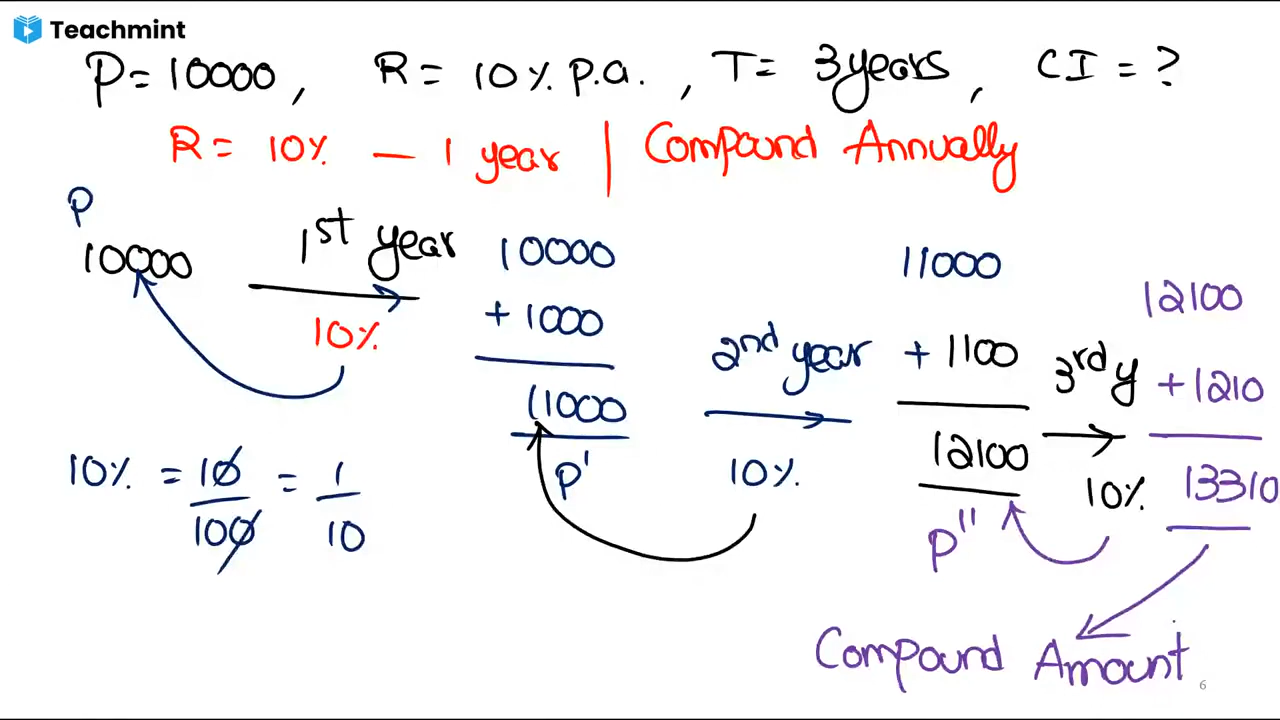 Teachmint
P = 10000, R = 10% p.a., T = 3 years, CI = ?
R = 10% — 1 year | Compound Annually
P
10000
1st year
10%
10000
+ 1000
11000
P'
2nd year
10%
11000
+ 1100
12100
P''
3rd y
10%
12100
+ 1210
13310
10% = 10/100 = 1/10
Compound Amount
6